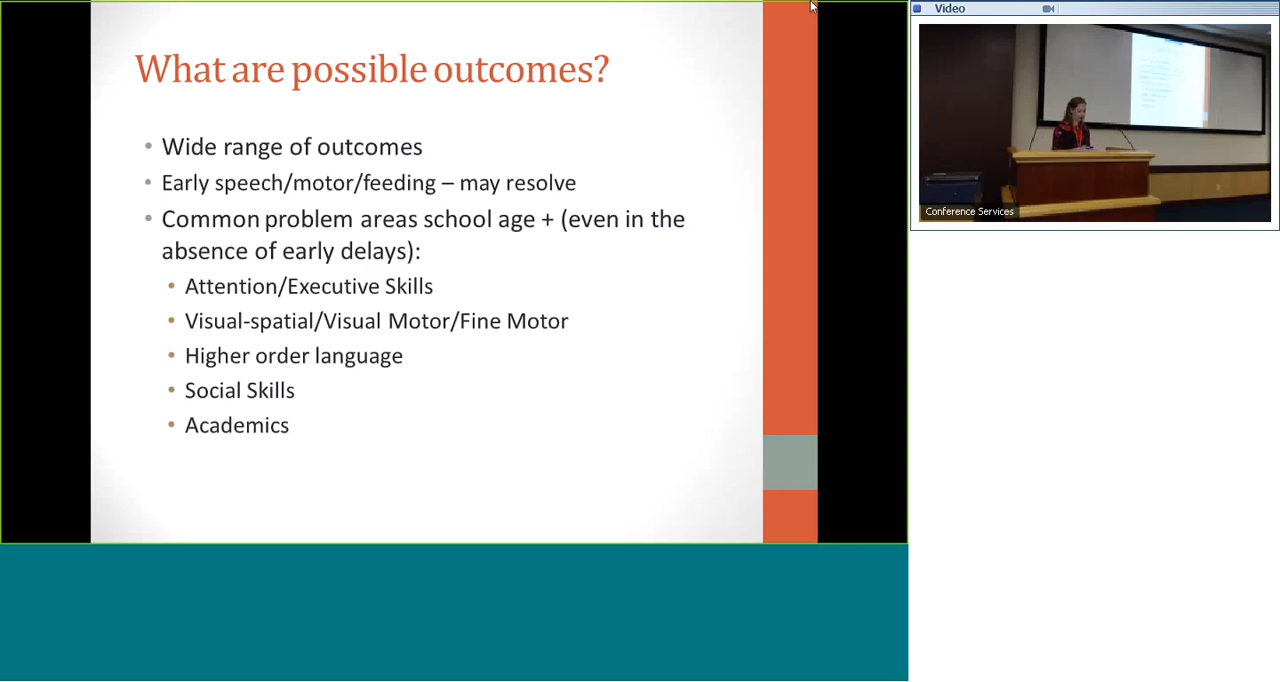 What are possible outcomes?
• Wide range of outcomes
• Early speech/motor/feeding – may resolve
• Common problem areas school age + (even in the
absence of early delays):
• Attention/Executive Skills
• Visual-spatial/Visual Motor/Fine Motor
• Higher order language
• Social Skills
• Academics
Video
Conference Services